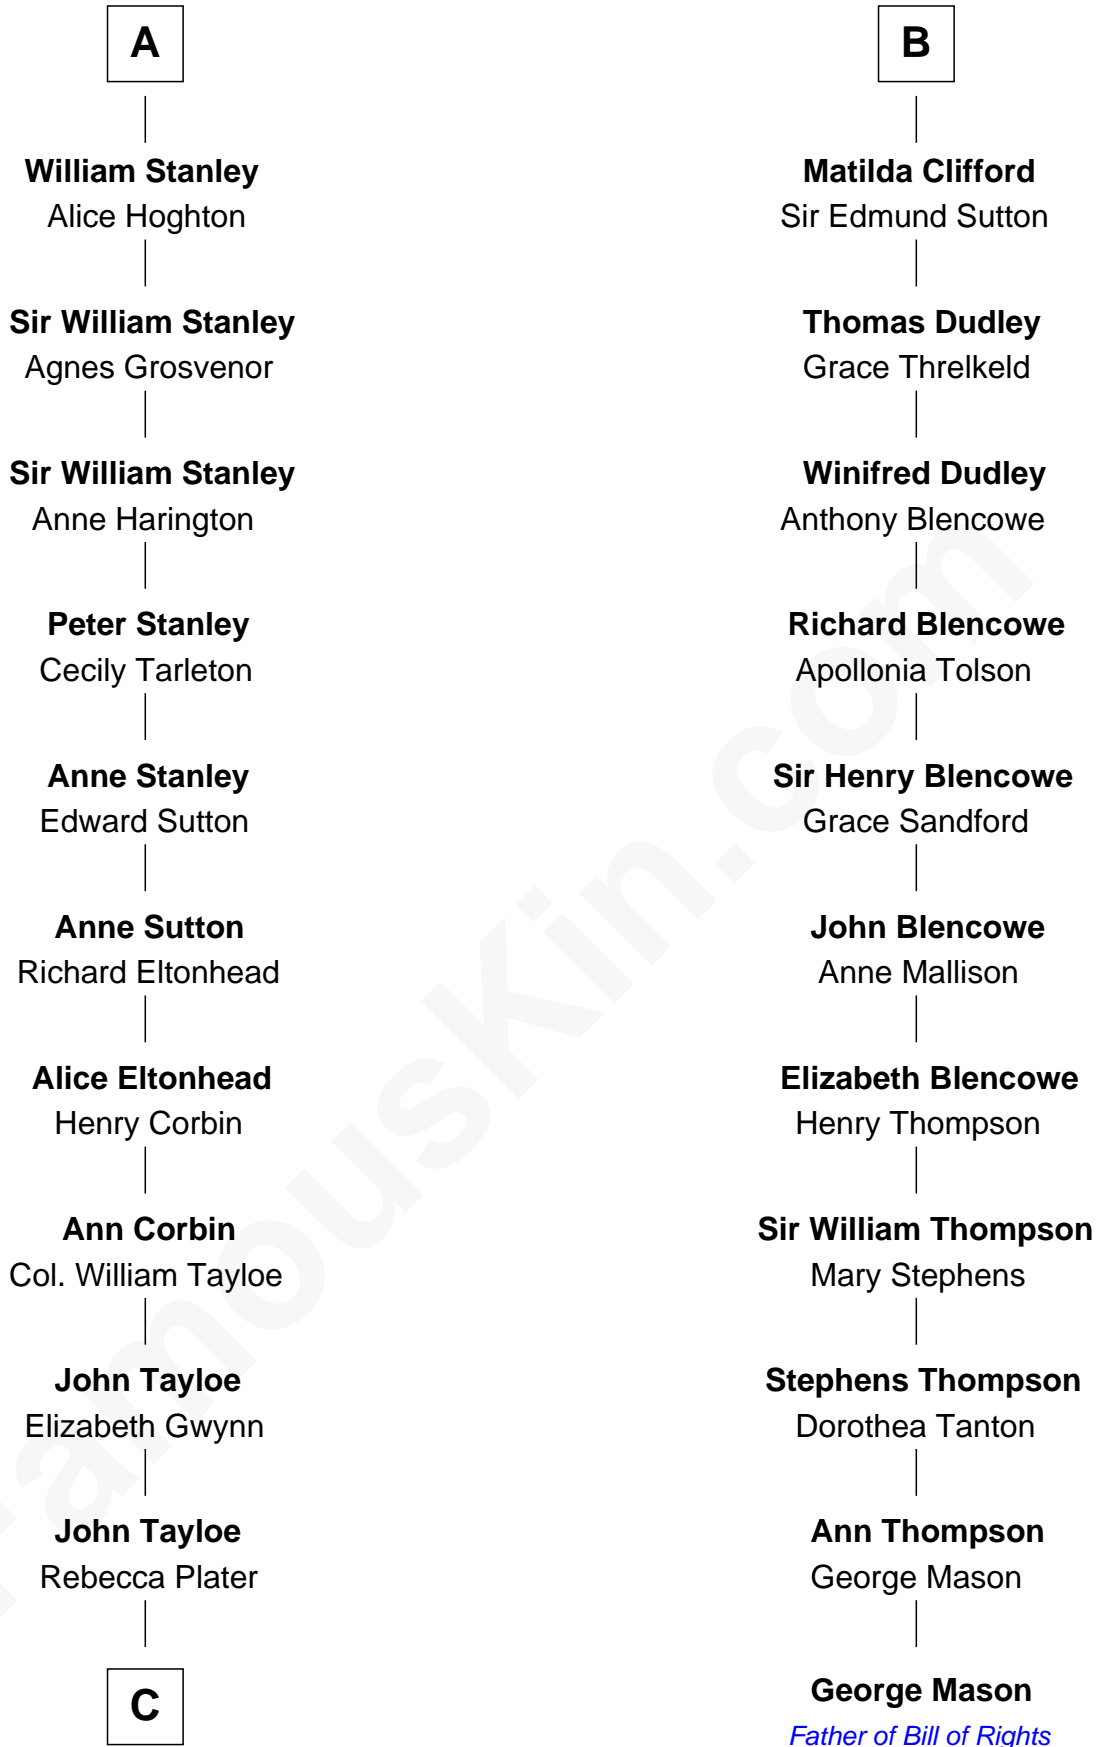 A
William Stanley
Alice Hoghton
Sir William Stanley
Agnes Grosvenor
Sir William Stanley
Anne Harington
Peter Stanley
Cecily Tarleton
Anne Stanley
Edward Sutton
Anne Sutton
Richard Eltonhead
Alice Eltonhead
Henry Corbin
Ann Corbin
Col. William Tayloe
John Tayloe
Elizabeth Gwynn
John Tayloe
Rebecca Plater
C
B
Matilda Clifford
Sir Edmund Sutton
Thomas Dudley
Grace Threlkeld
Winifred Dudley
Anthony Blencowe
Richard Blencowe
Apollonia Tolson
Sir Henry Blencowe
Grace Sandford
John Blencowe
Anne Mallison
Elizabeth Blencowe
Henry Thompson
Sir William Thompson
Mary Stephens
Stephens Thompson
Dorothea Tanton
Ann Thompson
George Mason
George Mason
Father of Bill of Rights
FamousKin.com